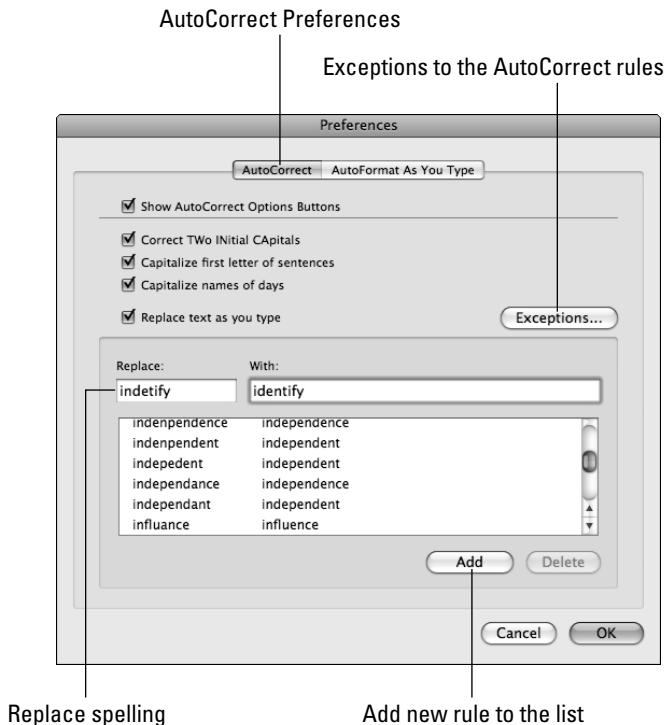 AutoCorrect Preferences
Exceptions to the AutoCorrect rules
Preferences
AutoCorrect AutoFormat As You Type
Show AutoCorrect Options Buttons
Correct TWo INitial CApitals
Capitalize first letter of sentences
Capitalize names of days
Replace text as you type
Exceptions...
Replace: With:
indetify identify
indenpendence independence
indenpendent independent
indepedent independent
independance independence
independant independent
influance influence
Add Delete
Cancel OK
Replace spelling Add new rule to the list